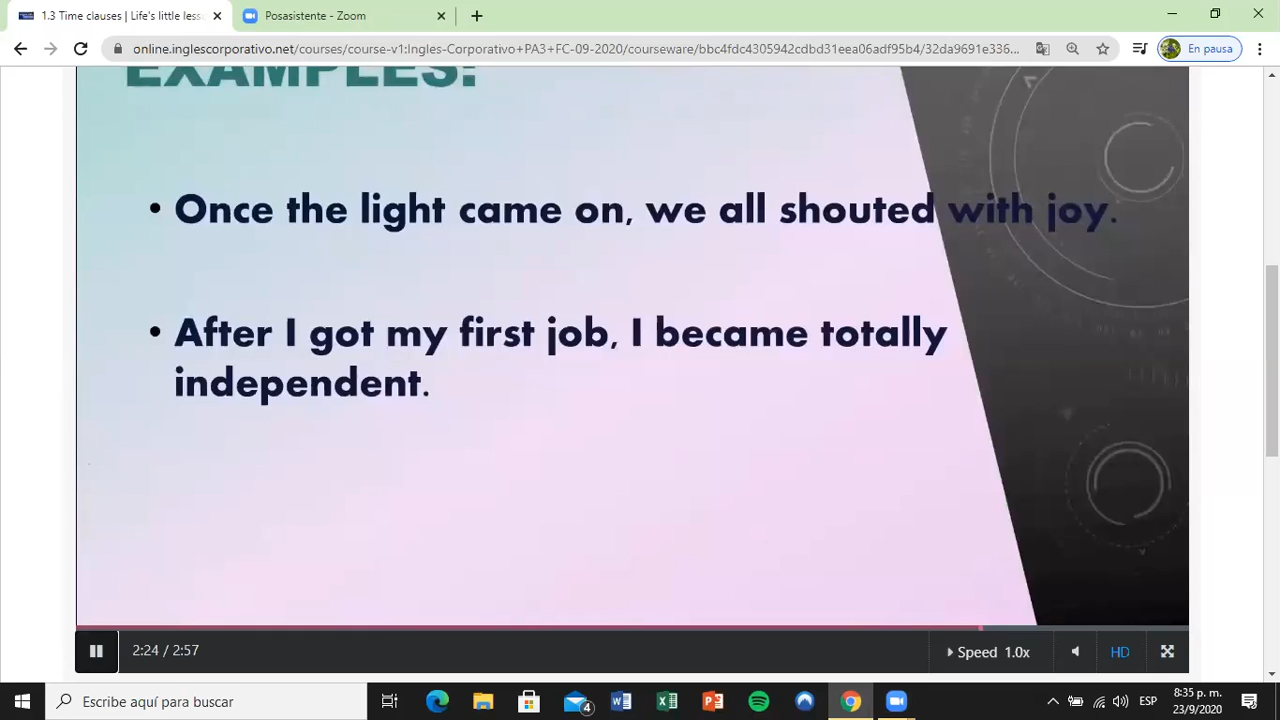 1.3 Time clauses | Life's little less
Posasistente - Zoom
online.inglescorporativo.net/courses/course-v1:Ingles-Corporativo+PA3+FC-09-2020/courseware/bbc4fdc4305942cdbd31eea06adf95b4/32da9691e336...
En pausa
EXAMPLES:
• Once the light came on, we all shouted with joy.
• After I got my first job, I became totally
independent.
2:24 / 2:57
Speed 1.0x
HD
Escribe aquí para buscar
4
ESP
8:35 p. m.
23/9/2020